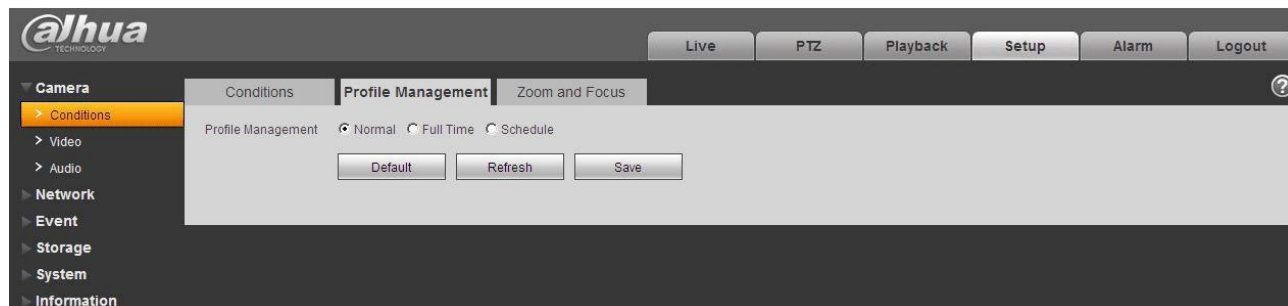 alhua
TECHNOLOGY
Live PTZ Playback Setup Alarm Logout
Camera
Conditions
Video
Audio
Network
Event
Storage
System
Information
Conditions Profile Management Zoom and Focus
Profile Management Normal Full Time Schedule
Default Refresh Save
?